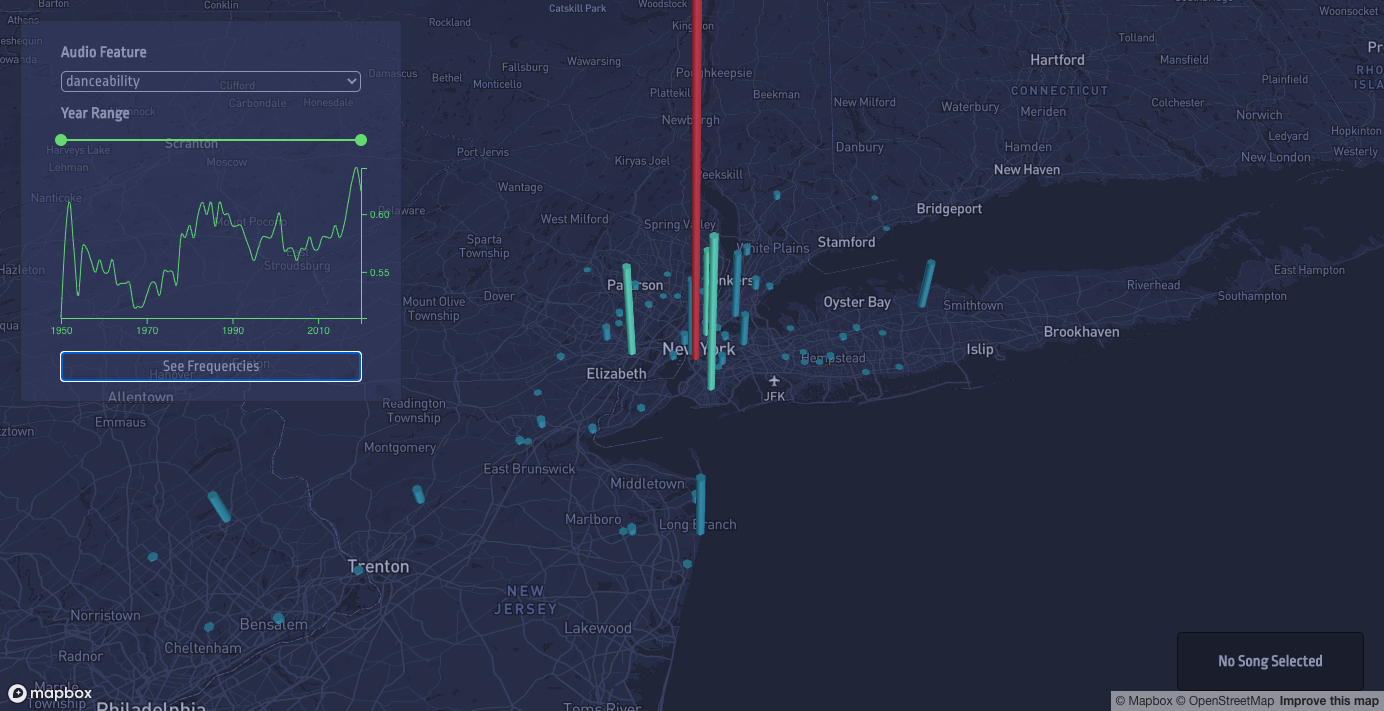 Barton
Conklin
Catskill Park
Woodstock
Woonsocket
Athens
Rockland
Kingston
Tolland
Audio Feature
Fallsburg
Wawarsing
Hartford
Mansfield
danceability
Clifford
Damascus
Bethel
Monticello
Poughkeepsie
CONNECTICUT
Plainfield
Carbondale
Honesdale
Plattekill
Beekman
New Milford
Waterbury
Meriden
Colchester
Norwich
Year Range
Newburgh
Ledyard
Hopkinton
Harveys Lake
Scranton
Port Jervis
Kiryas Joel
Danbury
Hamden
New London
Westerly
Lehman
Moscow
Peekskill
New Haven
Nanticoke
Wantage
Delaware
0.60
West Milford
Spring Valley
Bridgeport
Mount Pocono
Sparta
Township
White Plains
Stamford
East
Stroudsburg
0.55
Hazleton
Paterson
Yonkers
East Hampton
Dover
Mount Olive
Township
Oyster Bay
Smithtown
Riverhead
Southampton
1950
1970
1990
2010
Brookhaven
New York
Hempstead
Islip
See Frequencies
Elizabeth
Hanover
JFK
Allentown
Readington
Township
Emmaus
Montgomery
East Brunswick
Middletown
Marlboro
Long Branch
Trenton
NEW
JERSEY
Norristown
Bensalem
Lakewood
Cheltenham
Radnor
No Song Selected
mapbox
Marple
Township
Philadelphia
Toms River
© Mapbox © OpenStreetMap Improve this map